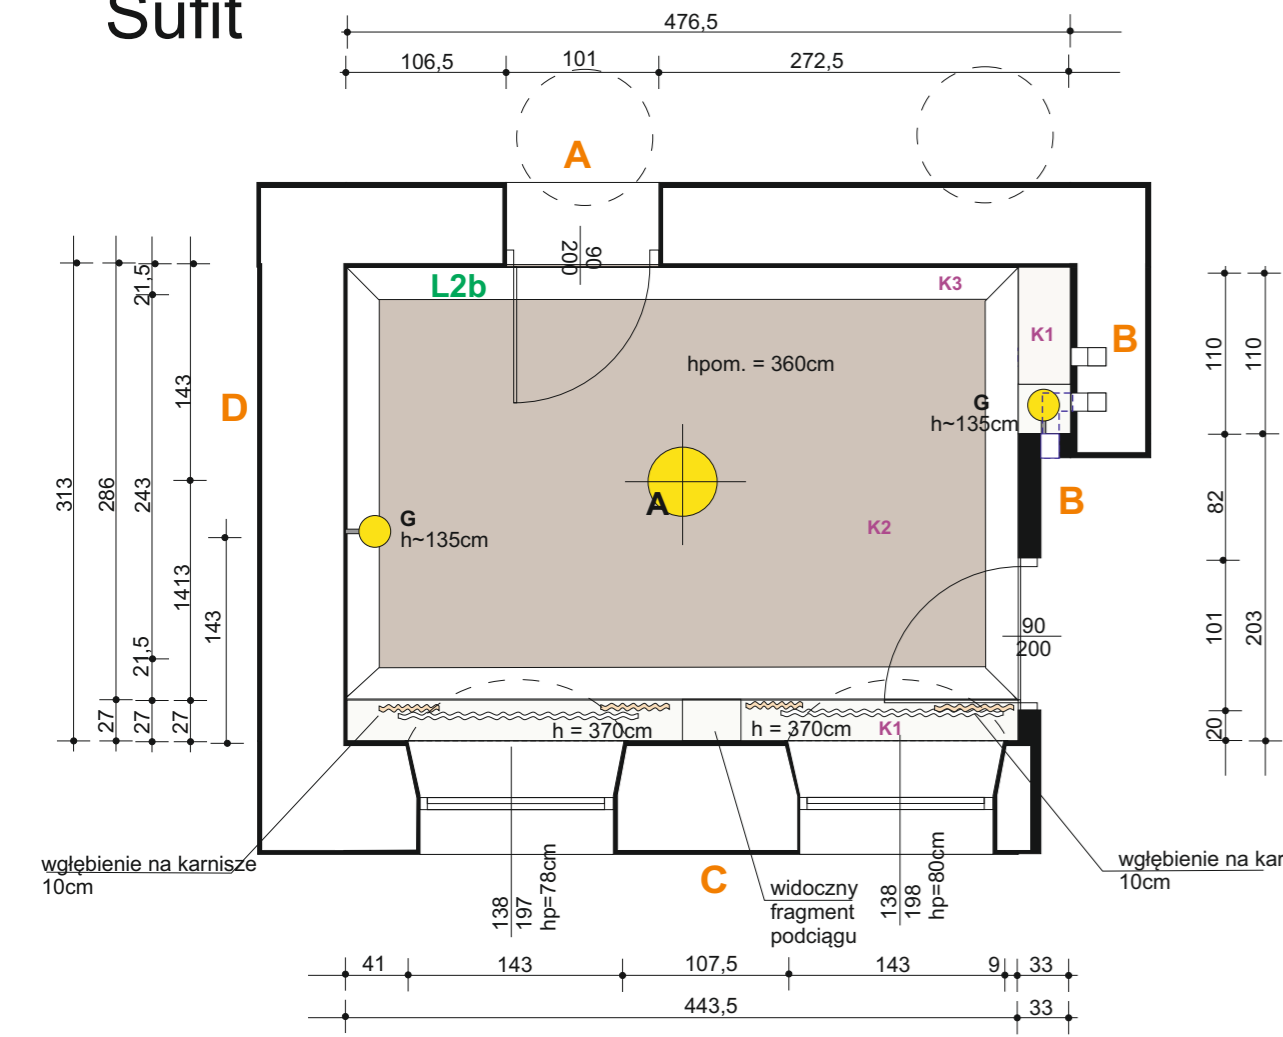 Sufit
476,5
106,5
101
272,5
A
90
200
L2b
K3
K1
B
hpom. = 360cm
G
h~135cm
D
A
K2
B
G
h~135cm
90
200
h = 370cm
h = 370cm
K1
313
286
21,5
243
21,5
143
1413
143
27
27
27
110
110
82
101
203
20
wgłębienie na karnisze
10cm
138
197
hp=78cm
C
widoczny
fragment
podciągu
138
198
hp=80cm
wgłębienie na kar
10cm
41
143
107,5
143
9
33
443,5
33